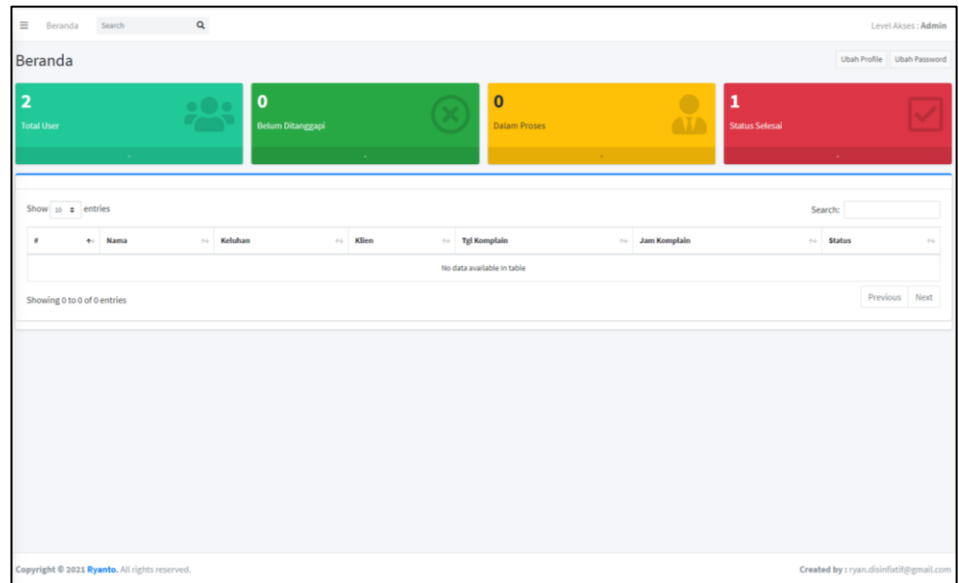 Beranda Search Level Akses : Admin
Beranda Ubah Profile Ubah Password
2 0 0 1
Total User Belum Ditanggapi Dalam Proses Status Selesai
- - - -
Show 10 entries Search:
# Nama Keluhan Klien Tgl Komplain Jam Komplain Status
No data available in table
Showing 0 to 0 of 0 entries Previous Next
Copyright © 2021 Ryanto. All rights reserved. Created by : ryan.disinfixtif@gmail.com